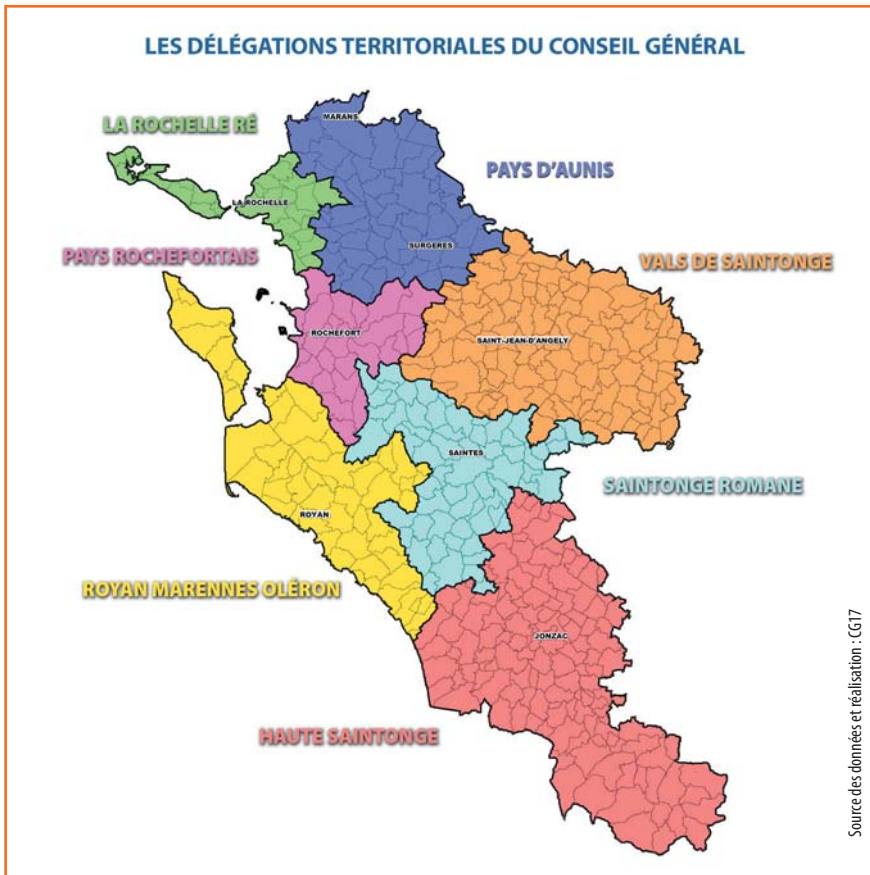 LES DÉLÉGATIONS TERRITORIALES DU CONSEIL GÉNÉRAL
MARANS
LA ROCHELLE RÉ
PAYS D'AUNIS
LA ROCHELLE
SURGERES
PAYS ROCHEFORTAIS
VALS DE SAINTONGE
ROCHEFORT
SAINT-JEAN-D'ANGELY
SAINTES
SAINTONGE ROMANE
ROYAN
ROYAN MARENNES OLÉRON
JONZAC
HAUTE SAINTONGE
Source des données et réalisation : CG17